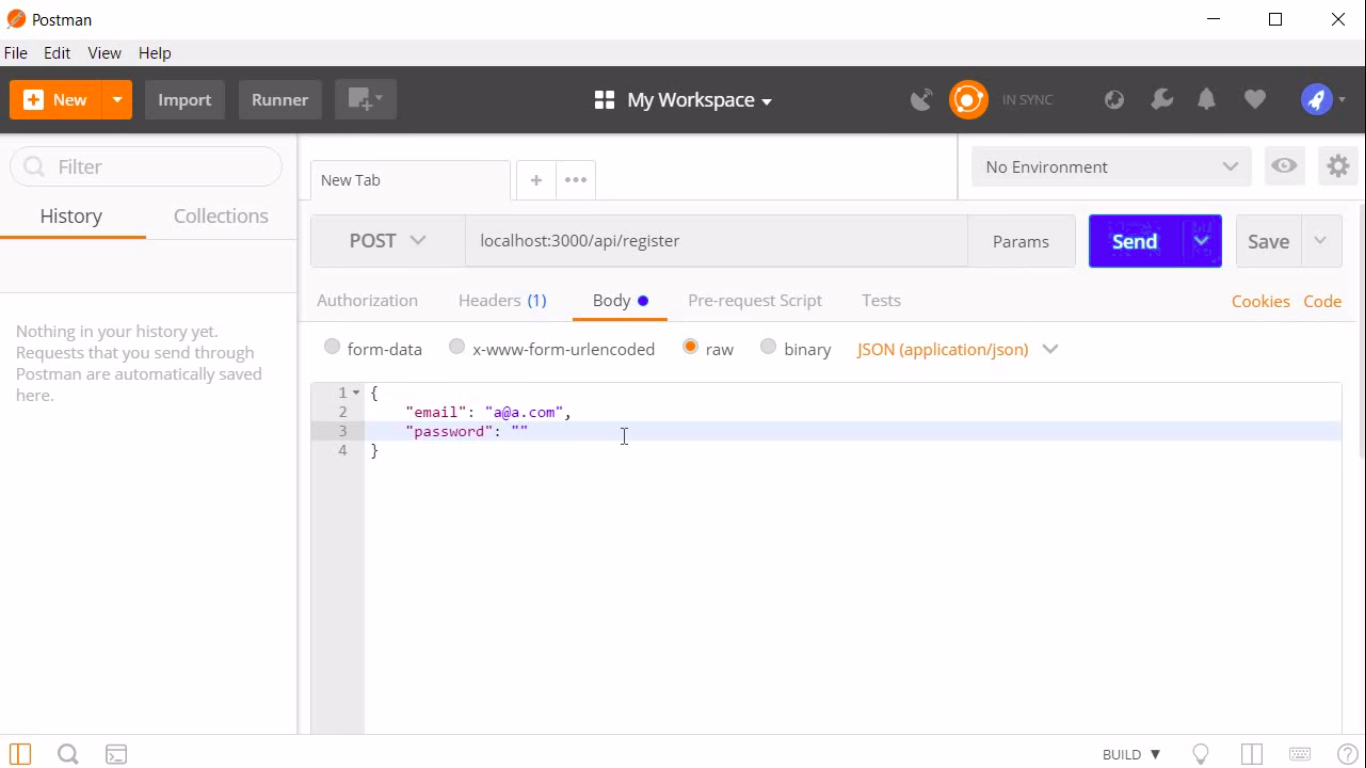 Postman
File Edit View Help
New Import Runner My Workspace IN SYNC
Filter
History Collections
Nothing in your history yet.
Requests that you send through
Postman are automatically saved
here.
New Tab + ••• No Environment
POST localhost:3000/api/register Params Send Save
Authorization Headers (1) Body Pre-request Script Tests Cookies Code
form-data x-www-form-urlencoded raw binary JSON (application/json)
1 {
2 "email": "a@a.com",
3 "password": ""
4 }
BUILD ▼